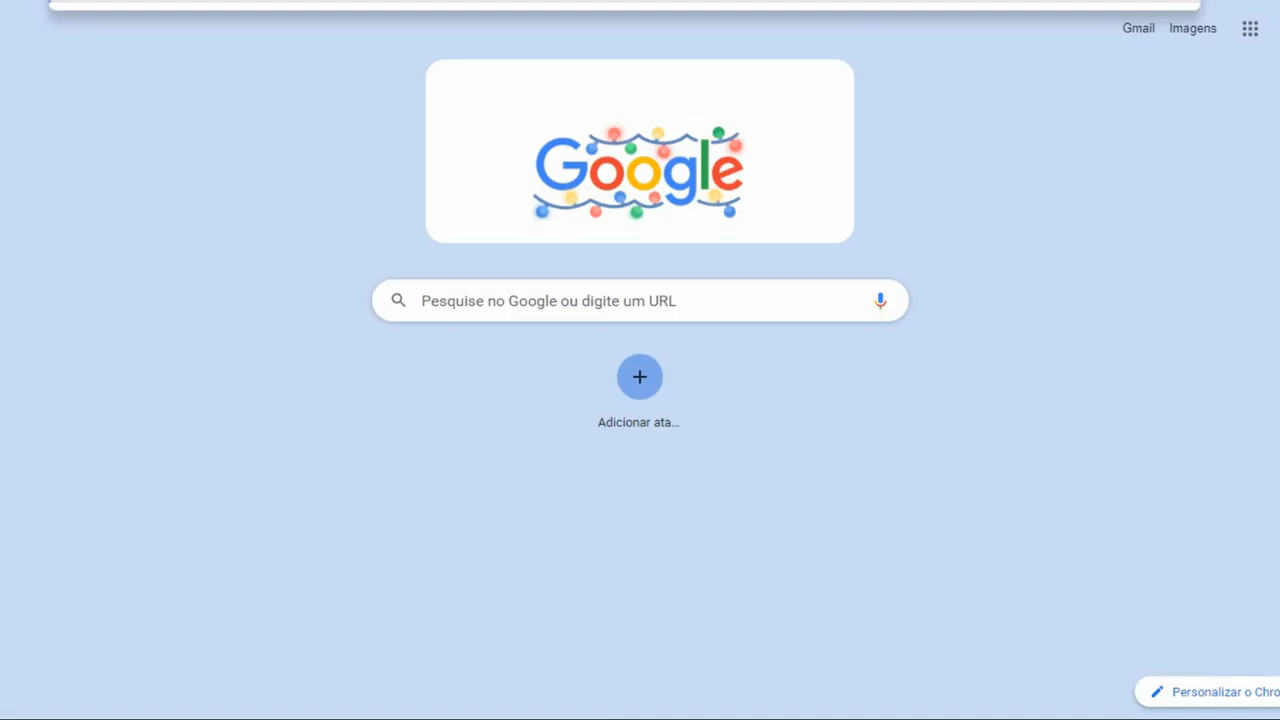 Gmail Imagens
Google
Pesquise no Google ou digite um URL
Adicionar ata...
Personalizar o Chro